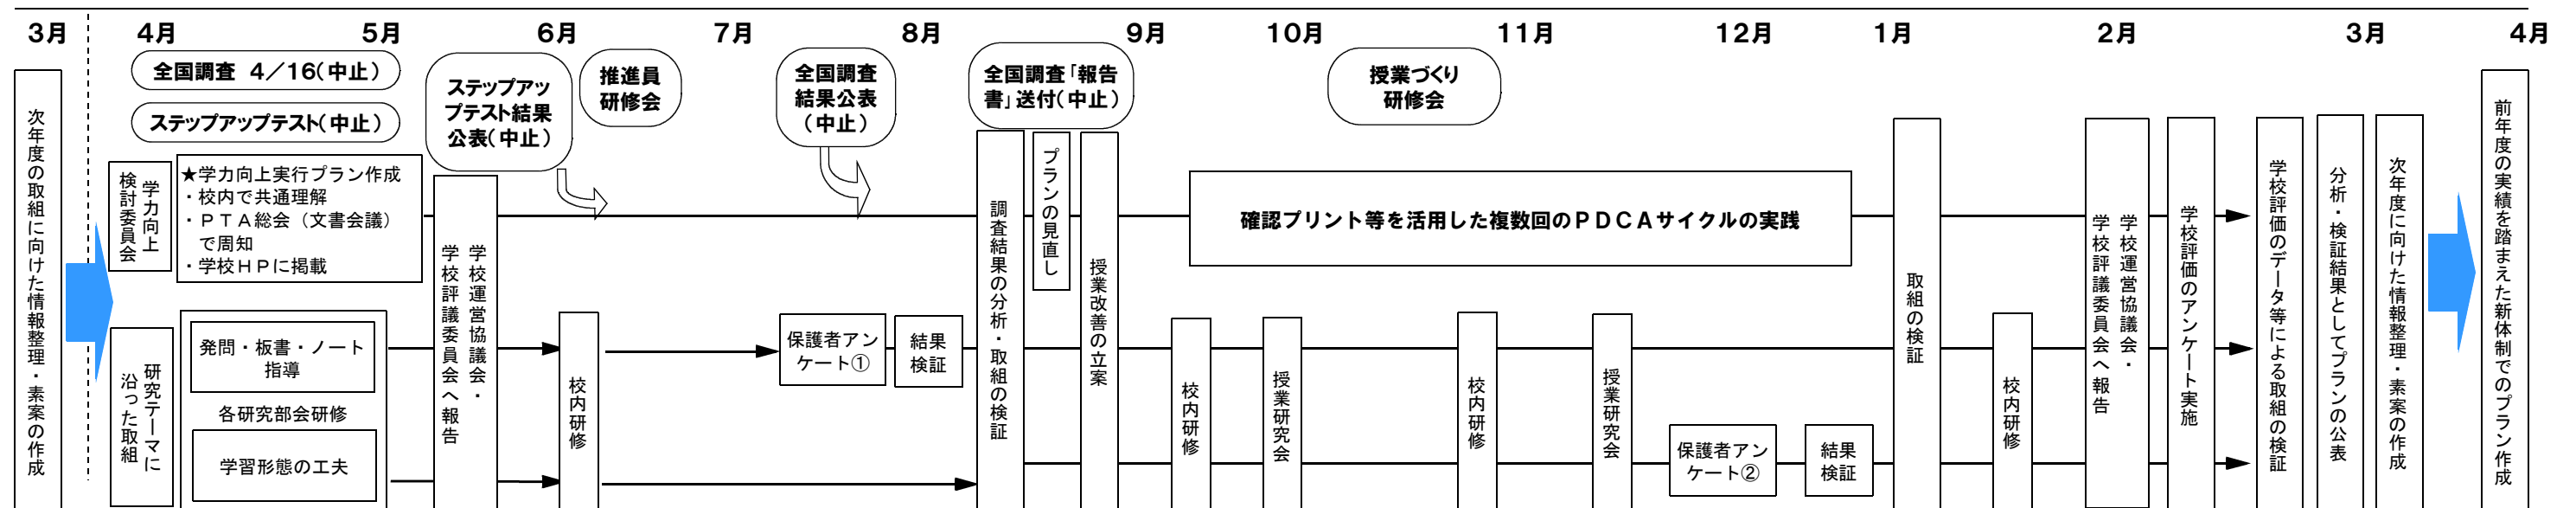 3月
4月
5月
6月
7月
8月
9月
10月
11月
12月
1月
2月
3月
4月
全国調査 4／16(中止)
ステップアップテスト(中止)
ステップアッ
プテスト結果
公表(中止)
推進員
研修会
全国調査
結果公表
(中止)
全国調査「報告
書」送付(中止)
授業づくり
研修会
次年度の取組に向けた情報整理・素案の作成
学力向上
検討委員会
★学力向上実行プラン作成
・校内で共通理解
・ＰＴＡ総会（文書会議）
で周知
・学校ＨＰに掲載
研究テーマに
沿った取組
発問・板書・ノート
指導
各研究部会研修
学習形態の工夫
学校運営協議会・
学校評議委員会へ報告
校内研修
保護者アン
ケート①
結果
検証
調査結果の分析・取組の検証
プランの見直し
授業改善の立案
確認プリント等を活用した複数回のＰＤＣＡサイクルの実践
校内研修
授業研究会
校内研修
授業研究会
保護者アン
ケート②
結果
検証
取組の検証
校内研修
学校運営協議会・
学校評議委員会へ報告
学校評価のアンケート実施
学校評価のデータ等による取組の検証
分析・検証結果としてプランの公表
次年度に向けた情報整理・素案の作成
前年度の実績を踏まえた新体制でのプラン作成